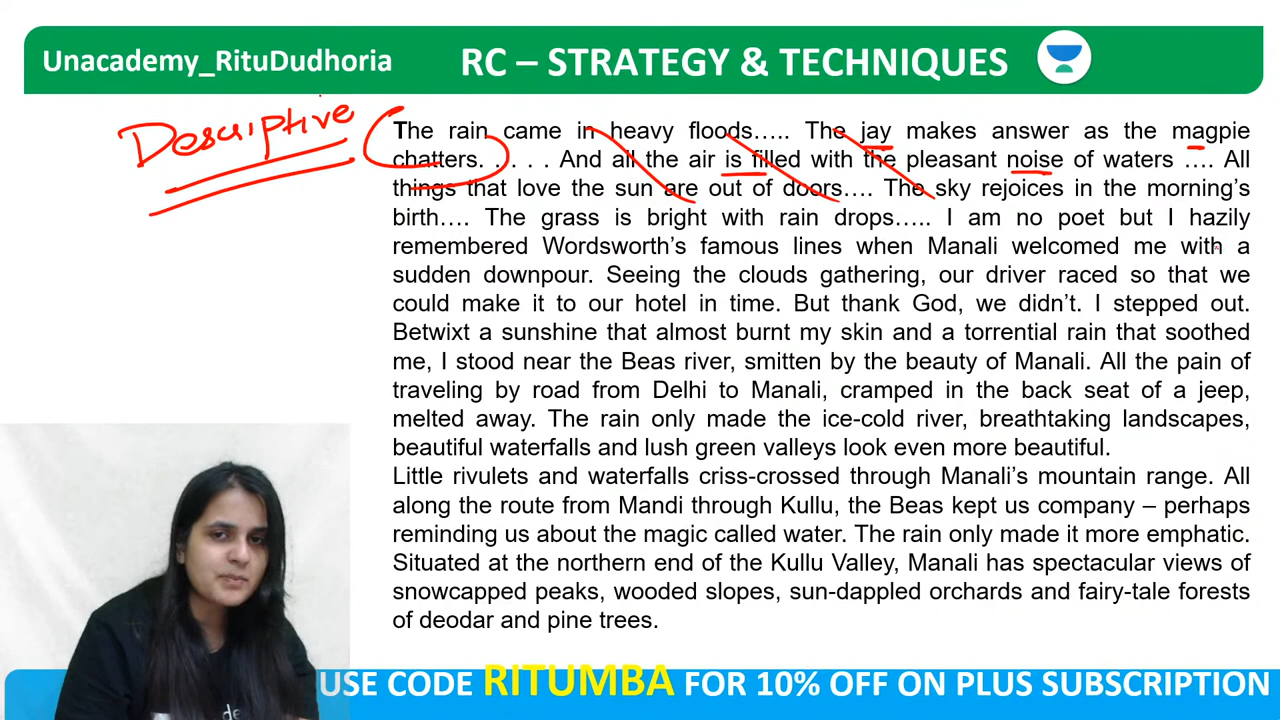 Unacademy_RituDudhoria
RC – STRATEGY & TECHNIQUES
Descriptive
The rain came in heavy floods….. The jay makes answer as the magpie
chatters. . . . . And all the air is filled with the pleasant noise of waters …. All
things that love the sun are out of doors…. The sky rejoices in the morning's
birth…. The grass is bright with rain drops….. I am no poet but I hazily
remembered Wordsworth's famous lines when Manali welcomed me with a
sudden downpour. Seeing the clouds gathering, our driver raced so that we
could make it to our hotel in time. But thank God, we didn't. I stepped out.
Betwixt a sunshine that almost burnt my skin and a torrential rain that soothed
me, I stood near the Beas river, smitten by the beauty of Manali. All the pain of
traveling by road from Delhi to Manali, cramped in the back seat of a jeep,
melted away. The rain only made the ice-cold river, breathtaking landscapes,
beautiful waterfalls and lush green valleys look even more beautiful.
Little rivulets and waterfalls criss-crossed through Manali's mountain range. All
along the route from Mandi through Kullu, the Beas kept us company – perhaps
reminding us about the magic called water. The rain only made it more emphatic.
Situated at the northern end of the Kullu Valley, Manali has spectacular views of
snowcapped peaks, wooded slopes, sun-dappled orchards and fairy-tale forests
of deodar and pine trees.
USE CODE RITUMBA FOR 10% OFF ON PLUS SUBSCRIPTION